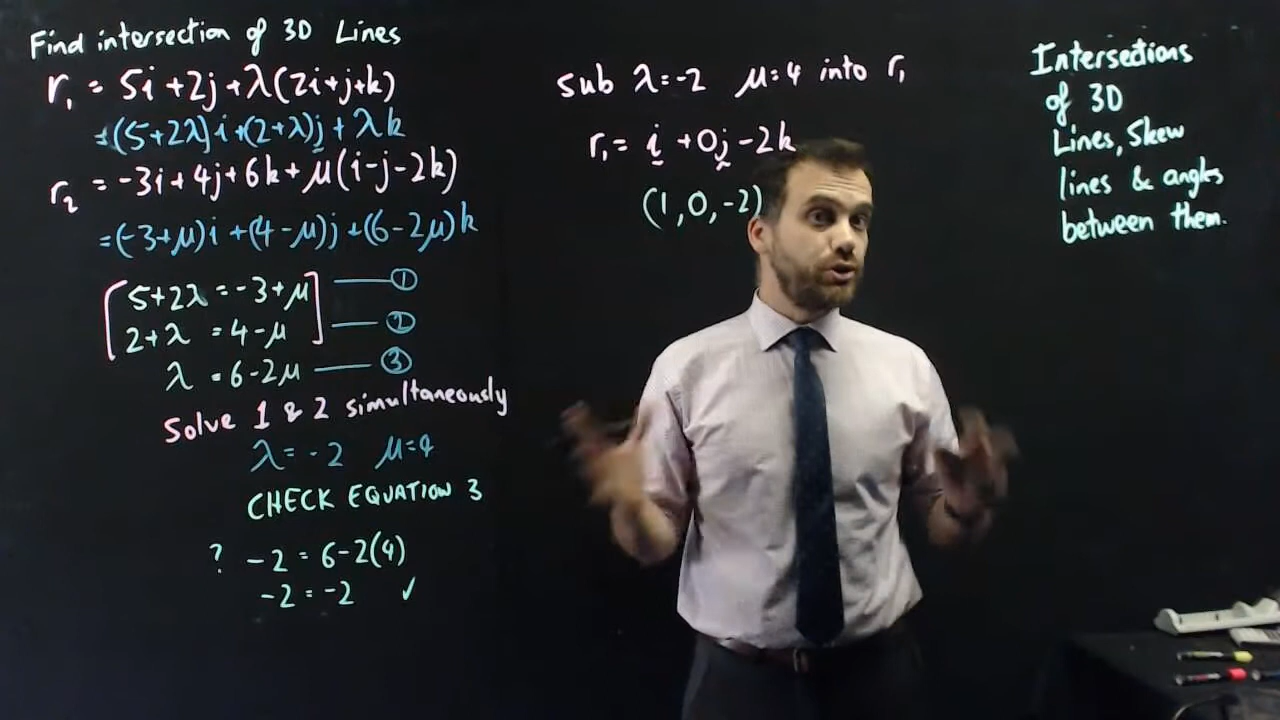 Find intersection of 3D Lines
r₁ = 5i + 2j + λ(2i+j+k)
=(5+2λ)i+(2+λ)j + λk
r₂ = -3i + 4j + 6k + μ(i-j-2k)
=(-3+μ)i +(4-μ)j +(6-2μ)k
5+2λ = -3+μ ①
2+λ = 4-μ ②
λ = 6-2μ ③
Solve 1 & 2 simultaneously
λ = -2 μ=4
CHECK EQUATION 3
? -2 = 6-2(4)
-2 = -2 ✓
sub λ=-2 μ=4 into r₁
r₁ = i + 0j - 2k
(1,0,-2)
Intersections
of 3D
Lines, Skew
lines & angles
between them.